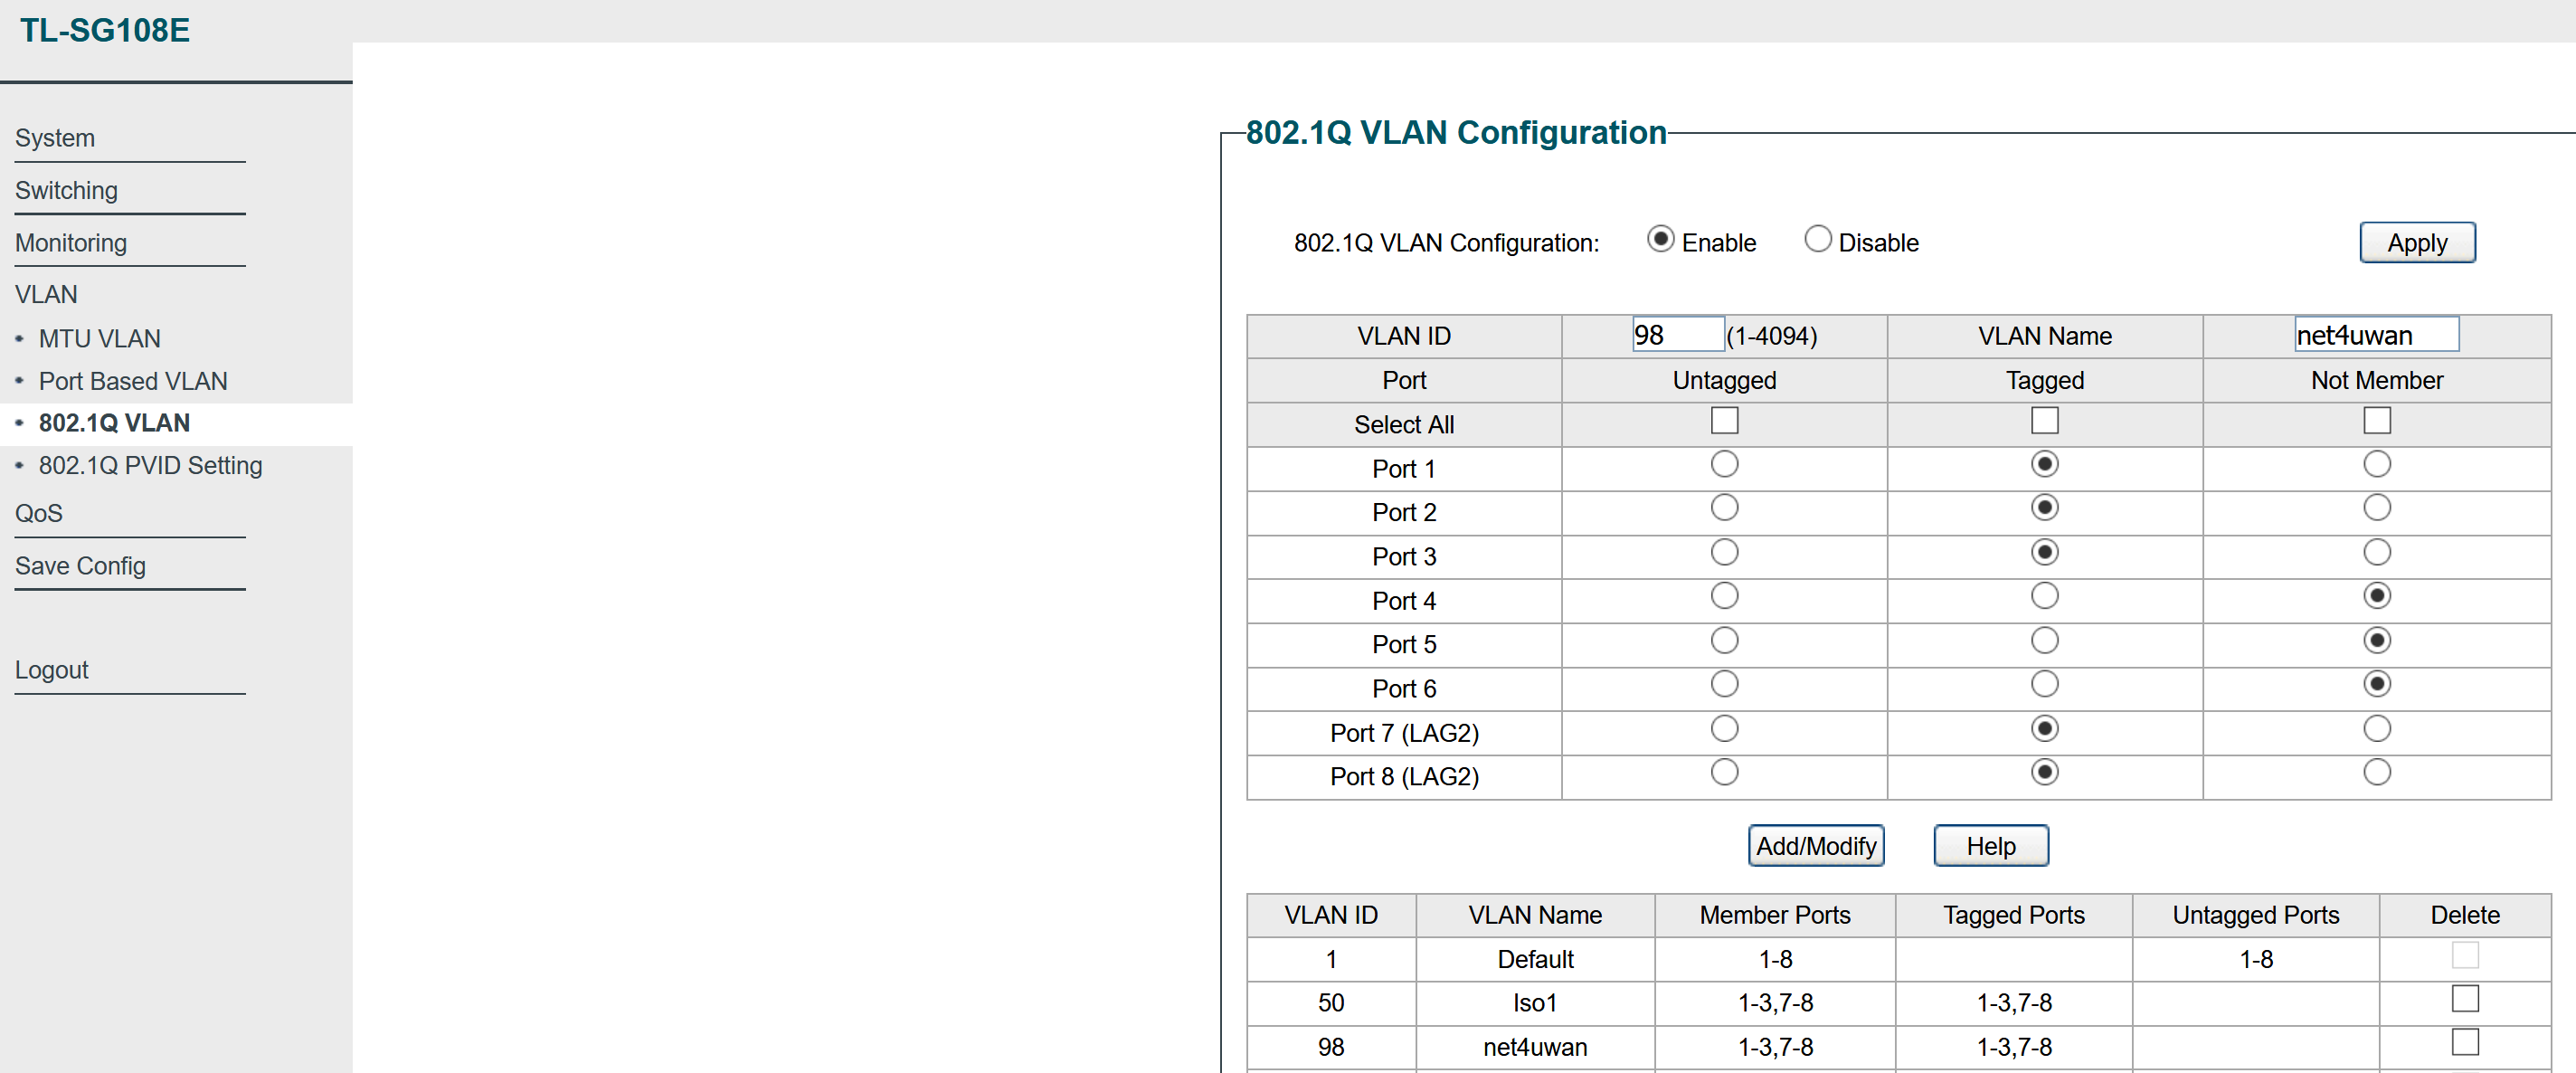 TL-SG108E
System
Switching
Monitoring
VLAN
MTU VLAN
Port Based VLAN
802.1Q VLAN
802.1Q PVID Setting
QoS
Save Config
Logout
802.1Q VLAN Configuration
802.1Q VLAN Configuration: Enable Disable Apply
VLAN ID 98 (1-4094) VLAN Name net4uwan
Port Untagged Tagged Not Member
Select All
Port 1
Port 2
Port 3
Port 4
Port 5
Port 6
Port 7 (LAG2)
Port 8 (LAG2)
Add/Modify Help
VLAN ID VLAN Name Member Ports Tagged Ports Untagged Ports Delete
1 Default 1-8 1-8
50 Iso1 1-3,7-8 1-3,7-8
98 net4uwan 1-3,7-8 1-3,7-8